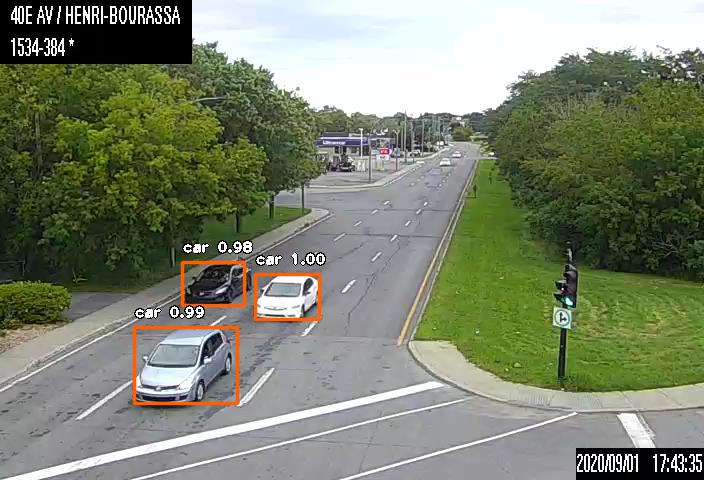 40E AV / HENRI-BOURASSA
1534-384 *
car 0.98
car 1.00
car 0.99
2020/09/01 17:43:35